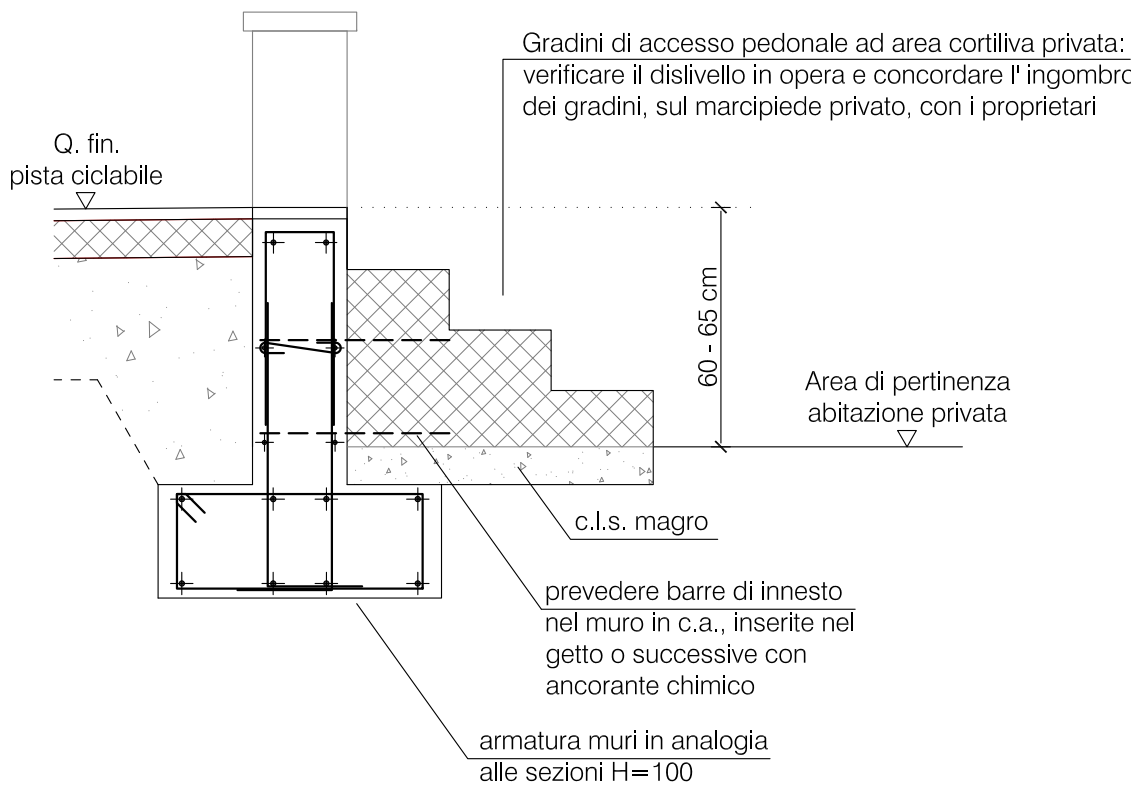 Gradini di accesso pedonale ad area cortiliva privata:
verificare il dislivello in opera e concordare l'ingombro
dei gradini, sul marcipiede privato, con i proprietari
Q. fin.
pista ciclabile
60 - 65 cm
Area di pertinenza
abitazione privata
c.l.s. magro
prevedere barre di innesto
nel muro in c.a., inserite nel
getto o successive con
ancorante chimico
armatura muri in analogia
alle sezioni H=100